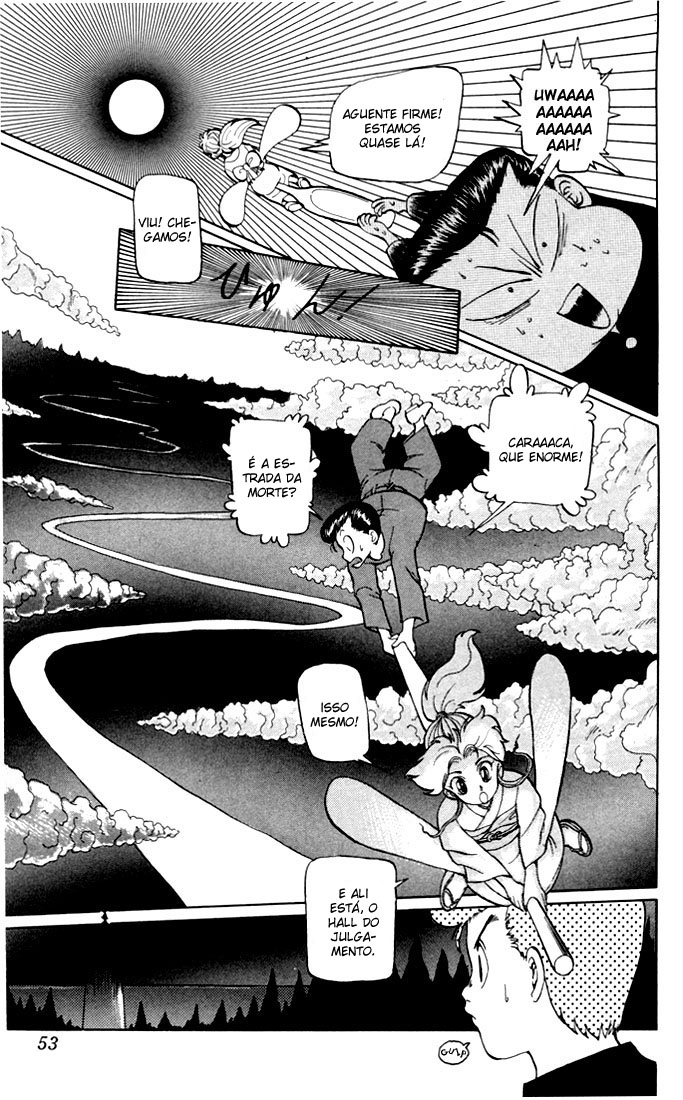 UWAAAA
AAAAAA
AAAAAA
AAH!
AGUENTE FIRME!
ESTAMOS
QUASE LÁ!
VIU! CHE-
GAMOS!
ひゅん!!
CARAAACA,
QUE ENORME!
É A ES-
TRADA DA
MORTE?
ISSO
MESMO!
E ALI
ESTÁ, O
HALL DO
JULGA-
MENTO.
GULP
53